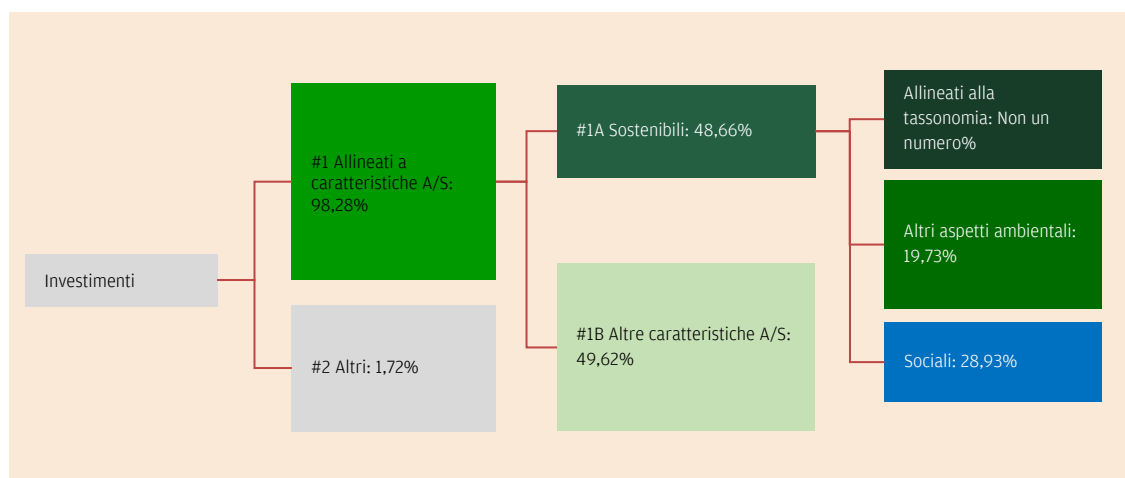 Investimenti
#1 Allineati a
caratteristiche A/S:
98,28%
#2 Altri: 1,72%
#1A Sostenibili: 48,66%
#1B Altre caratteristiche A/S:
49,62%
Allineati alla
tassonomia: Non un
numero%
Altri aspetti ambientali:
19,73%
Sociali: 28,93%